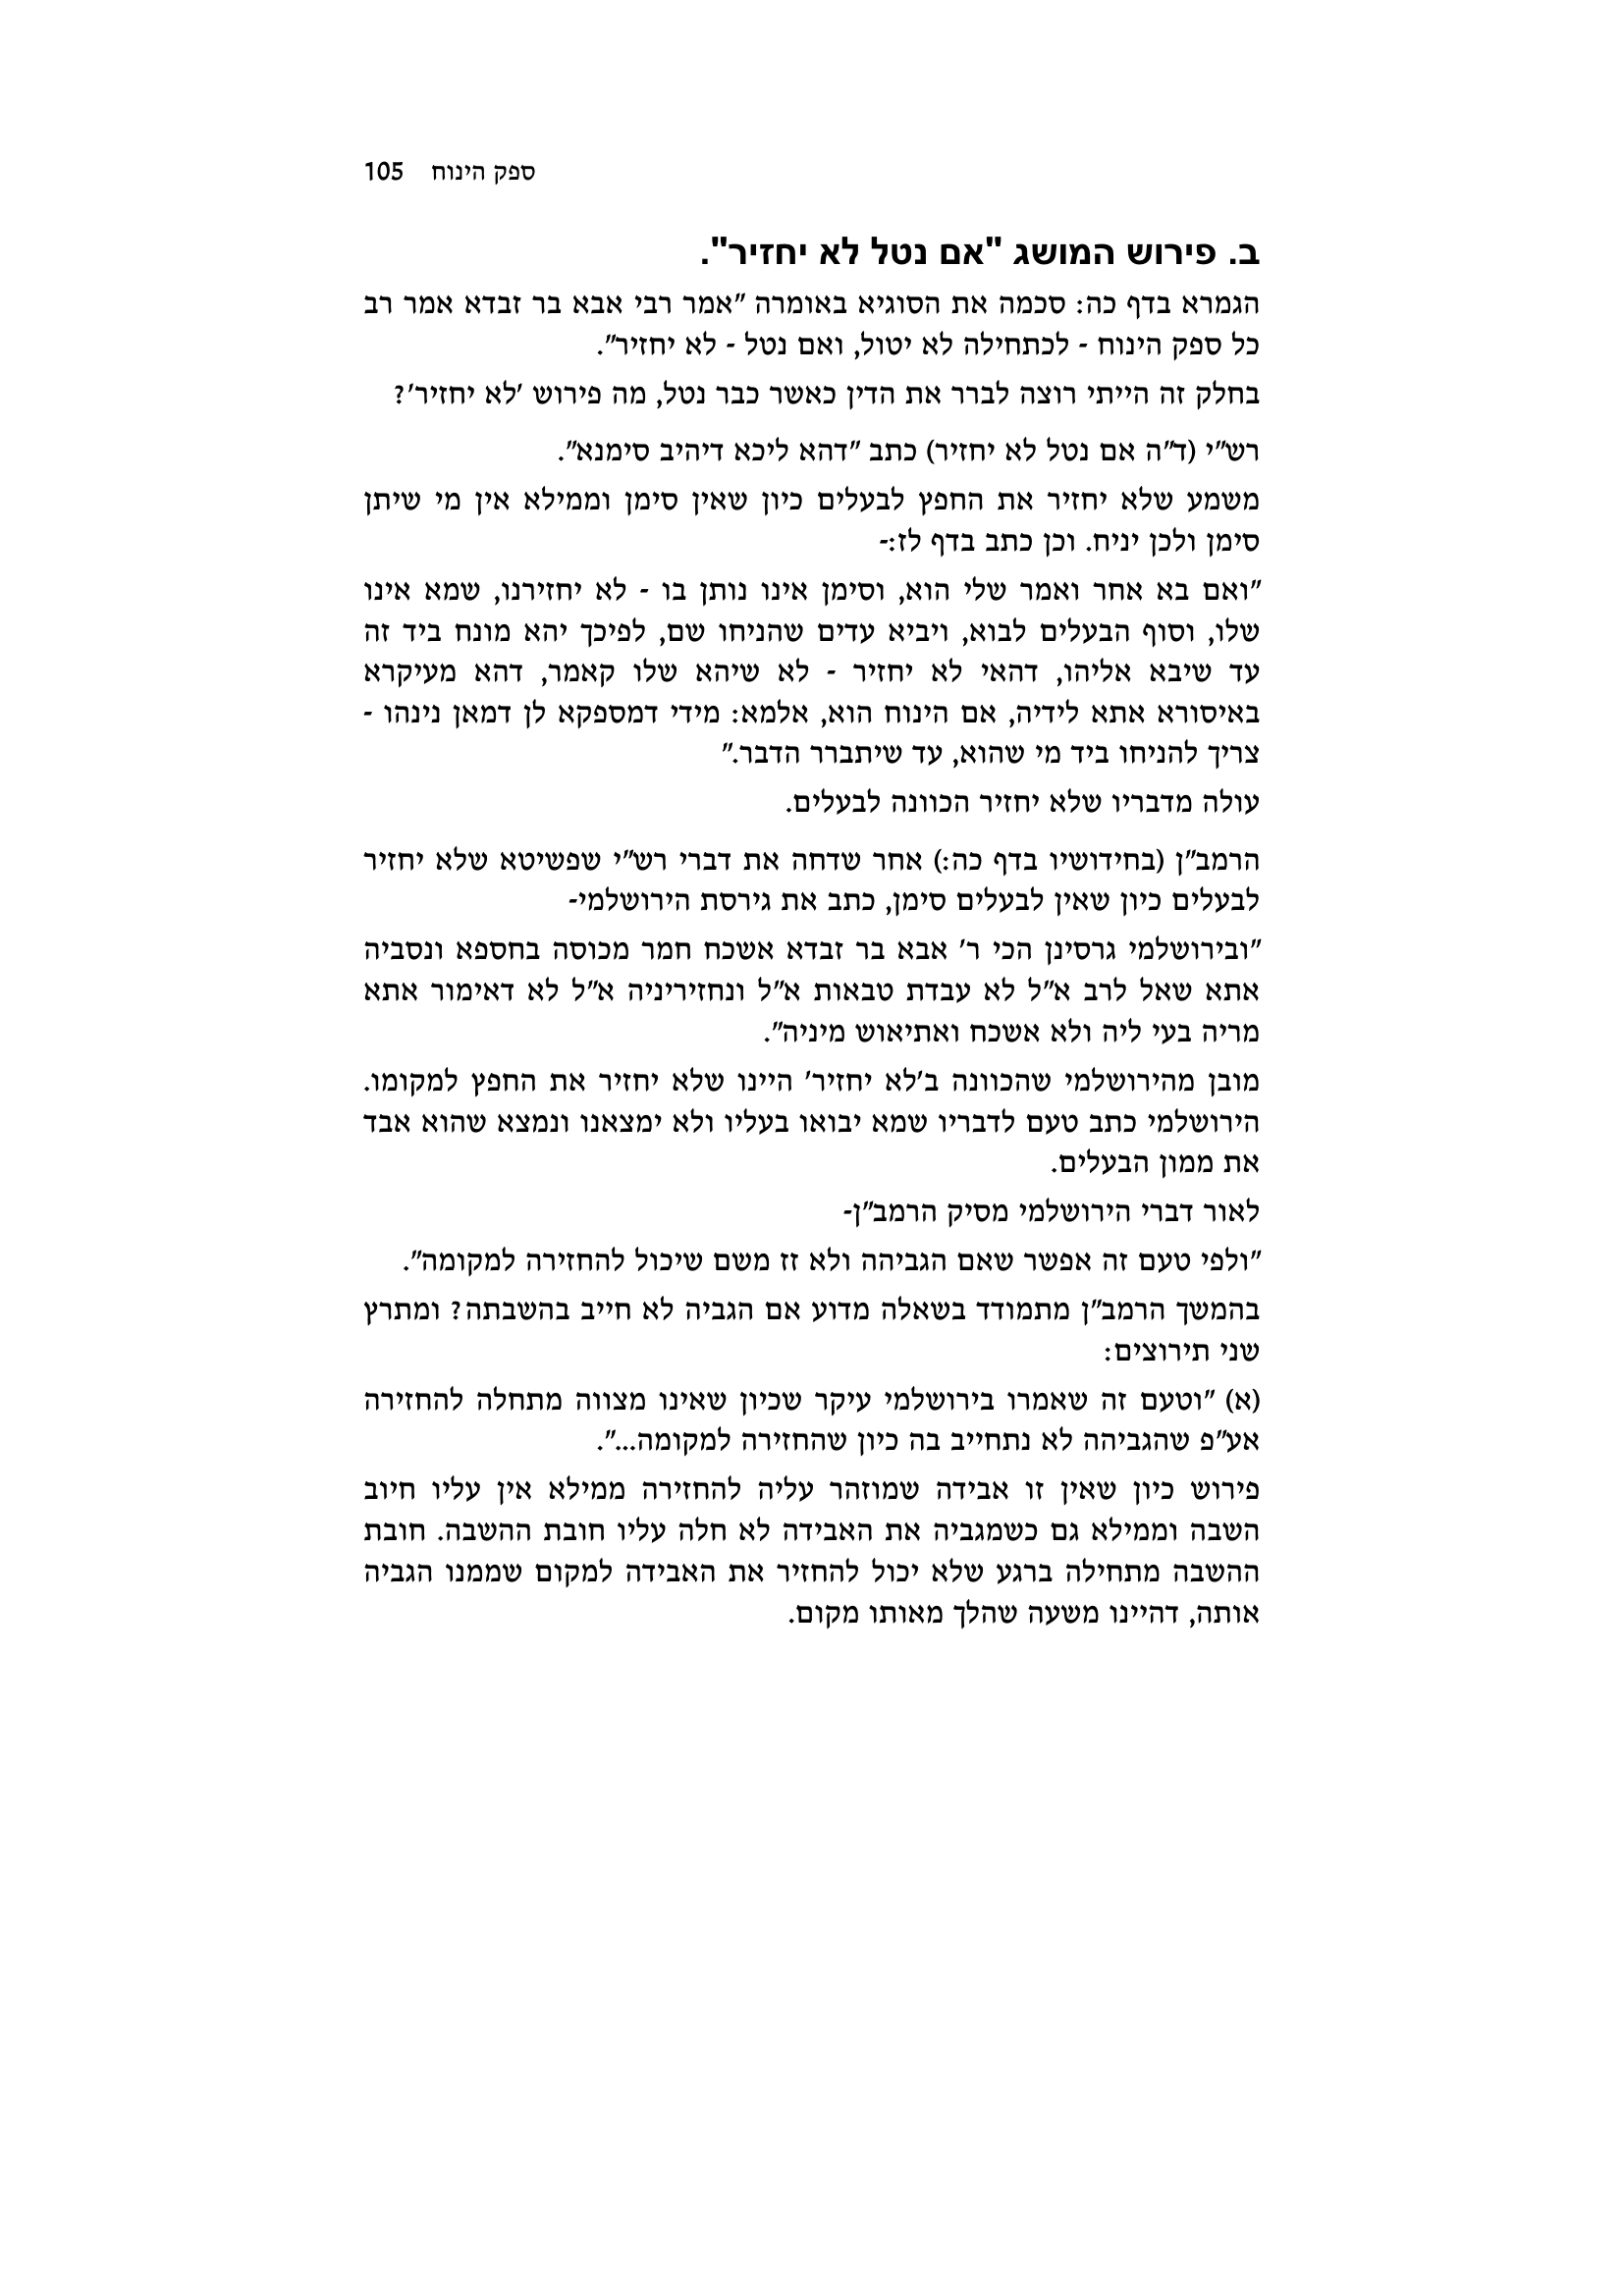 ספק הינוח 105
ב. פירוש המושג "אם נטל לא יחזיר".
הגמרא בדף כה: סכמה את הסוגיא באומרה "אמר רבי אבא בר זבדא אמר רב
כל ספק הינוח - לכתחילה לא יטול, ואם נטל - לא יחזיר".
בחלק זה הייתי רוצה לברר את הדין כאשר כבר נטל, מה פירוש 'לא יחזיר'?
רש"י (ד"ה אם נטל לא יחזיר) כתב "דהא ליכא דיהיב סימנא".
משמע שלא יחזיר את החפץ לבעלים כיון שאין סימן וממילא אין מי שיתן
סימן ולכן יניח. וכן כתב בדף לז:-
"ואם בא אחר ואמר שלי הוא, וסימן אינו נותן בו - לא יחזירנו, שמא אינו
שלו, וסוף הבעלים לבוא, ויביא עדים שהניחו שם, לפיכך יהא מונח ביד זה
עד שיבא אליהו, דהאי לא יחזיר - לא שיהא שלו קאמר, דהא מעיקרא
באיסורא אתא לידיה, אם הינוח הוא, אלמא: מידי דמספקא לן דמאן נינהו -
צריך להניחו ביד מי שהוא, עד שיתברר הדבר."
עולה מדבריו שלא יחזיר הכוונה לבעלים.
הרמב"ן (בחידושיו בדף כה:) אחר שדחה את דברי רש"י שפשיטא שלא יחזיר
לבעלים כיון שאין לבעלים סימן, כתב את גירסת הירושלמי-
"ובירושלמי גרסינן הכי ר' אבא בר זבדא אשכח חמר מכוסה בחספא ונסביה
אתא שאל לרב א"ל לא עבדת טבאות א"ל ונחזיריניה א"ל לא דאימור אתא
מריה בעי ליה ולא אשכח ואתיאוש מיניה".
מובן מהירושלמי שהכוונה ב'לא יחזיר' היינו שלא יחזיר את החפץ למקומו.
הירושלמי כתב טעם לדבריו שמא יבואו בעליו ולא ימצאנו ונמצא שהוא אבד
את ממון הבעלים.
לאור דברי הירושלמי מסיק הרמב"ן-
"ולפי טעם זה אפשר שאם הגביהה ולא זז משם שיכול להחזירה למקומה".
בהמשך הרמב"ן מתמודד בשאלה מדוע אם הגביה לא חייב בהשבתה? ומתרץ
שני תירוצים:
(א) "וטעם זה שאמרו בירושלמי עיקר שכיון שאינו מצווה מתחלה להחזירה
אע"פ שהגביהה לא נתחייב בה כיון שהחזירה למקומה...".
פירוש כיון שאין זו אבידה שמוזהר עליה להחזירה ממילא אין עליו חיוב
השבה וממילא גם כשמגביה את האבידה לא חלה עליו חובת ההשבה. חובת
ההשבה מתחילה ברגע שלא יכול להחזיר את האבידה למקום שממנו הגביה
אותה, דהיינו משעה שהלך מאותו מקום.